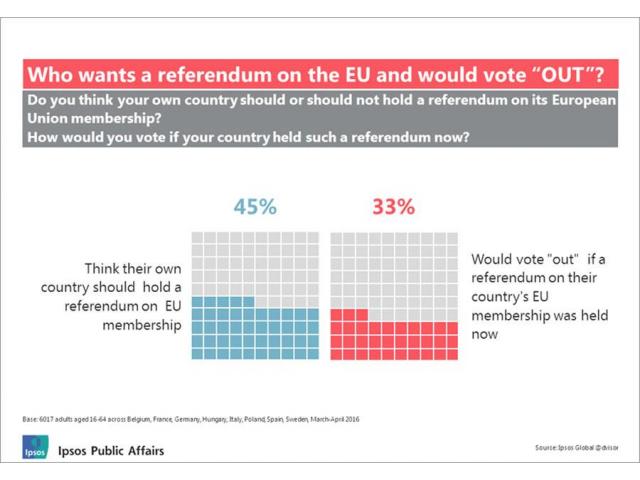 Who wants a referendum on the EU and would vote “OUT”?
Do you think your own country should or should not hold a referendum on its European
Union membership?
How would you vote if your country held such a referendum now?
45%
33%
Think their own
country should hold a
referendum on EU
membership
Would vote "out" if a
referendum on their
country's EU
membership was held
now
Base: 6017 adults aged 16-64 across Belgium, France, Germany, Hungary, Italy, Poland, Spain, Sweden, March-April 2016
Ipsos
Ipsos Public Affairs
Source: Ipsos Global @dvisor